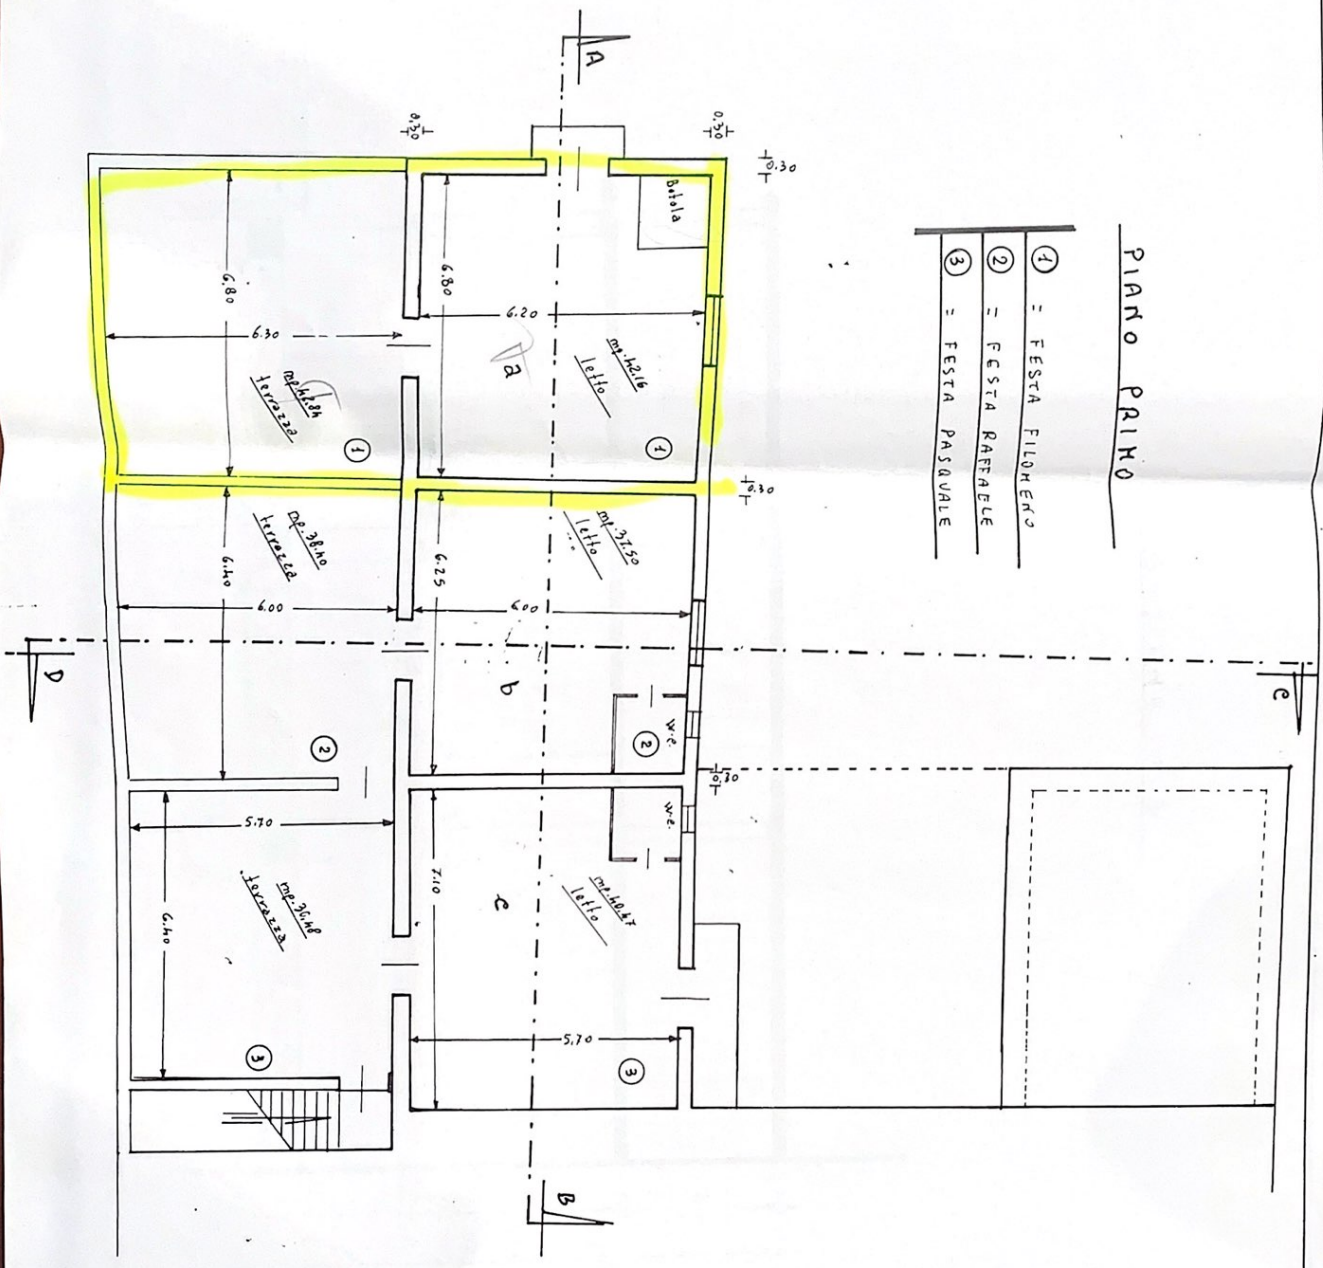 PIANO PRIMO
① = FESTA FILOMENO
② = FESTA RAFFAELE
③ = FESTA PASQUALE
A
0.30
0.30
0.30
Botola
6.80
6.80
6.20
6.30
a
mq.42.16
letto
mq.42.84
terrazza
①
①
0.30
mq.37.50
letto
mq.38.40
terrazza
6.25
6.40
6.00
6.00
D
C
b
w.c.
②
②
0.30
w.c.
5.70
7.10
6.40
c
mq.40.47
letto
mq.36.48
terrazza
5.70
③
③
B